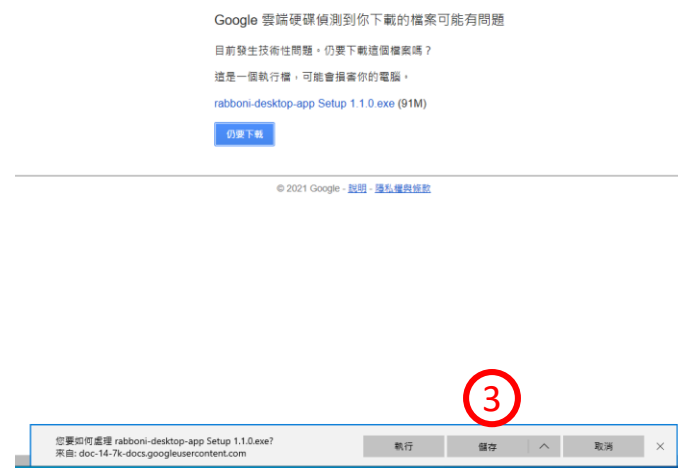 Google 雲端硬碟偵測到你下載的檔案可能有問題
目前發生技術性問題。仍要下載這個檔案嗎？
這是一個執行檔，可能會損害你的電腦。
rabboni-desktop-app Setup 1.1.0.exe (91M)
仍要下載
© 2021 Google - 說明 - 隱私權與條款
3
您要如何處理 rabboni-desktop-app Setup 1.1.0.exe?
來自: doc-14-7k-docs.googleusercontent.com
執行 儲存 取消